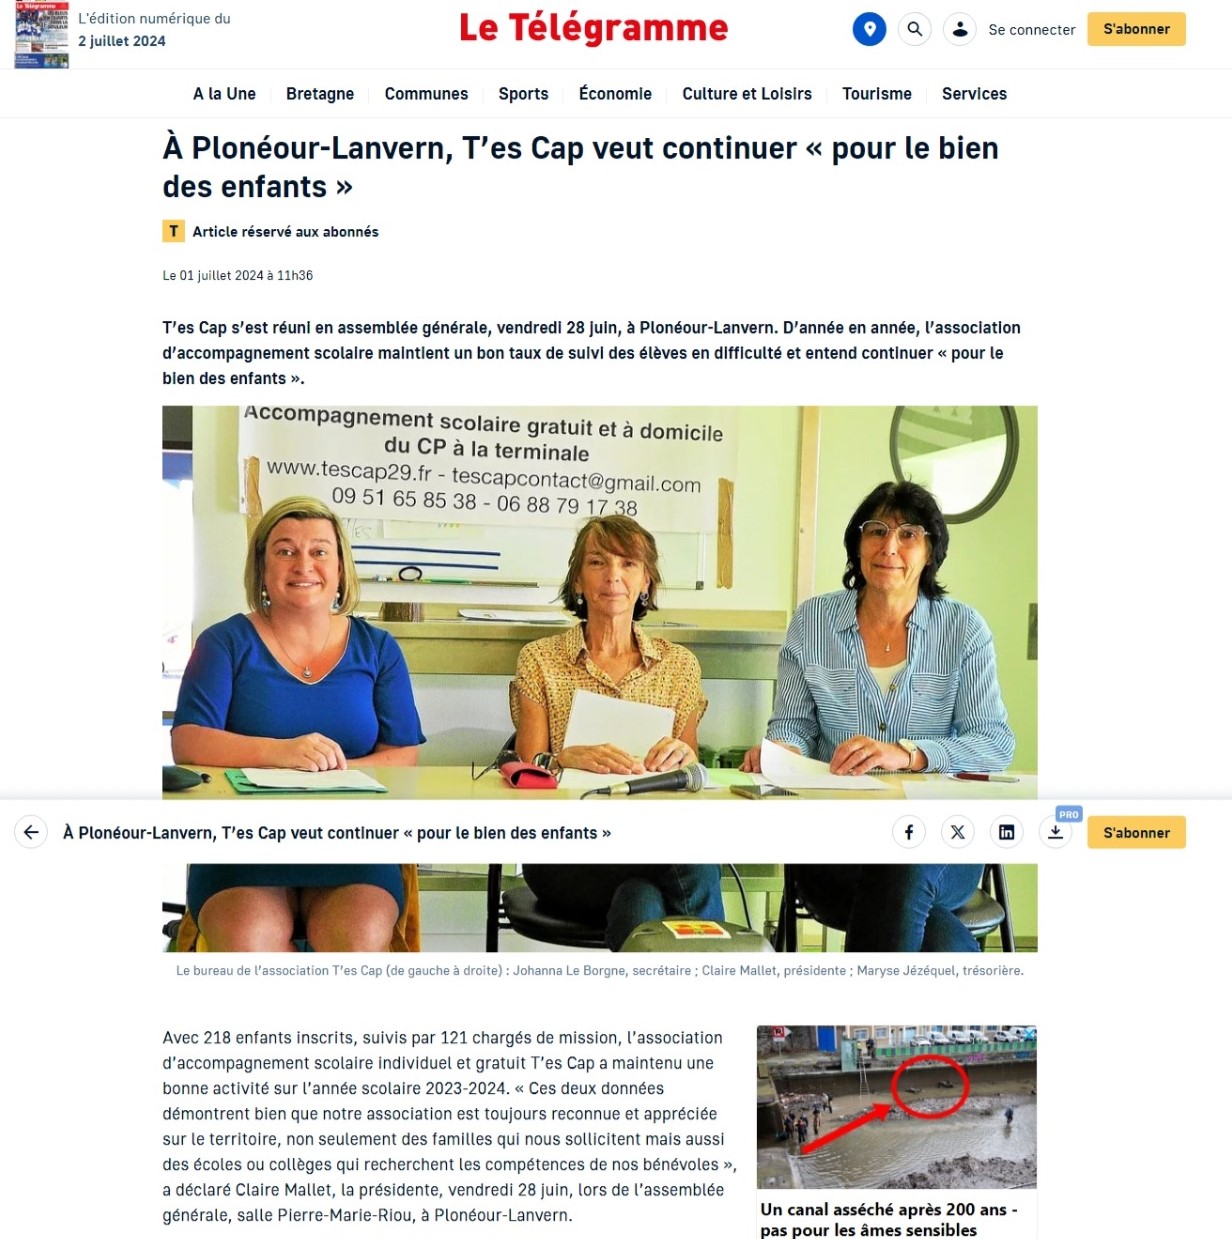 L'édition numérique du
2 juillet 2024
Le Télégramme
Se connecter
S'abonner
A la Une
Bretagne
Communes
Sports
Économie
Culture et Loisirs
Tourisme
Services
À Plonéour-Lanvern, T’es Cap veut continuer « pour le bien
des enfants »
T Article réservé aux abonnés
Le 01 juillet 2024 à 11h36
T’es Cap s’est réuni en assemblée générale, vendredi 28 juin, à Plonéour-Lanvern. D’année en année, l’association
d’accompagnement scolaire maintient un bon taux de suivi des élèves en difficulté et entend continuer « pour le
bien des enfants ».
Accompagnement scolaire gratuit et à domicile
du CP à la terminale
www.tescap29.fr - tescapcontact@gmail.com
09 51 65 85 38 - 06 88 79 17 38
À Plonéour-Lanvern, T’es Cap veut continuer « pour le bien des enfants »
PRO
S'abonner
Le bureau de l’association T’es Cap (de gauche à droite) : Johanna Le Borgne, secrétaire ; Claire Mallet, présidente ; Maryse Jézéquel, trésorière.
Avec 218 enfants inscrits, suivis par 121 chargés de mission, l’association
d’accompagnement scolaire individuel et gratuit T’es Cap a maintenu une
bonne activité sur l’année scolaire 2023-2024. « Ces deux données
démontrent bien que notre association est toujours reconnue et appréciée
sur le territoire, non seulement des familles qui nous sollicitent mais aussi
des écoles ou collèges qui recherchent les compétences de nos bénévoles »,
a déclaré Claire Mallet, la présidente, vendredi 28 juin, lors de l’assemblée
générale, salle Pierre-Marie-Riou, à Plonéour-Lanvern.
Un canal asséché après 200 ans -
pas pour les âmes sensibles